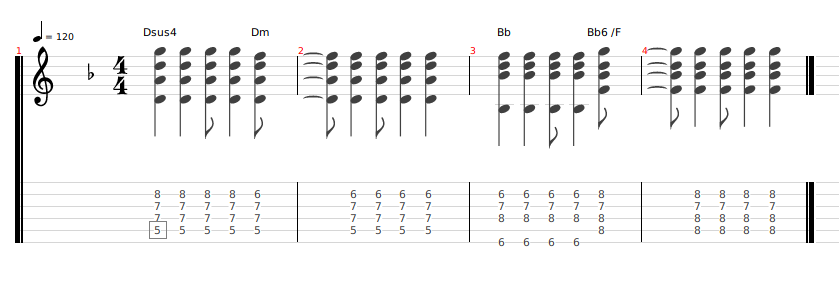 Dsus4 Dm Bb Bb6 /F
= 120
1 2 3 4
4
4
8 8 8 8 6 6 6 6 6 6 6 6 6 8 8 8 8 8
7 7 7 7 7 7 7 7 7 7 7 7 7 7 7 7 7 7
7 7 7 7 7 7 7 7 7 8 8 8 8 8 8 8 8 8
5 5 5 5 5 5 5 5 5 8 8 8 8 8
6 6 6 6